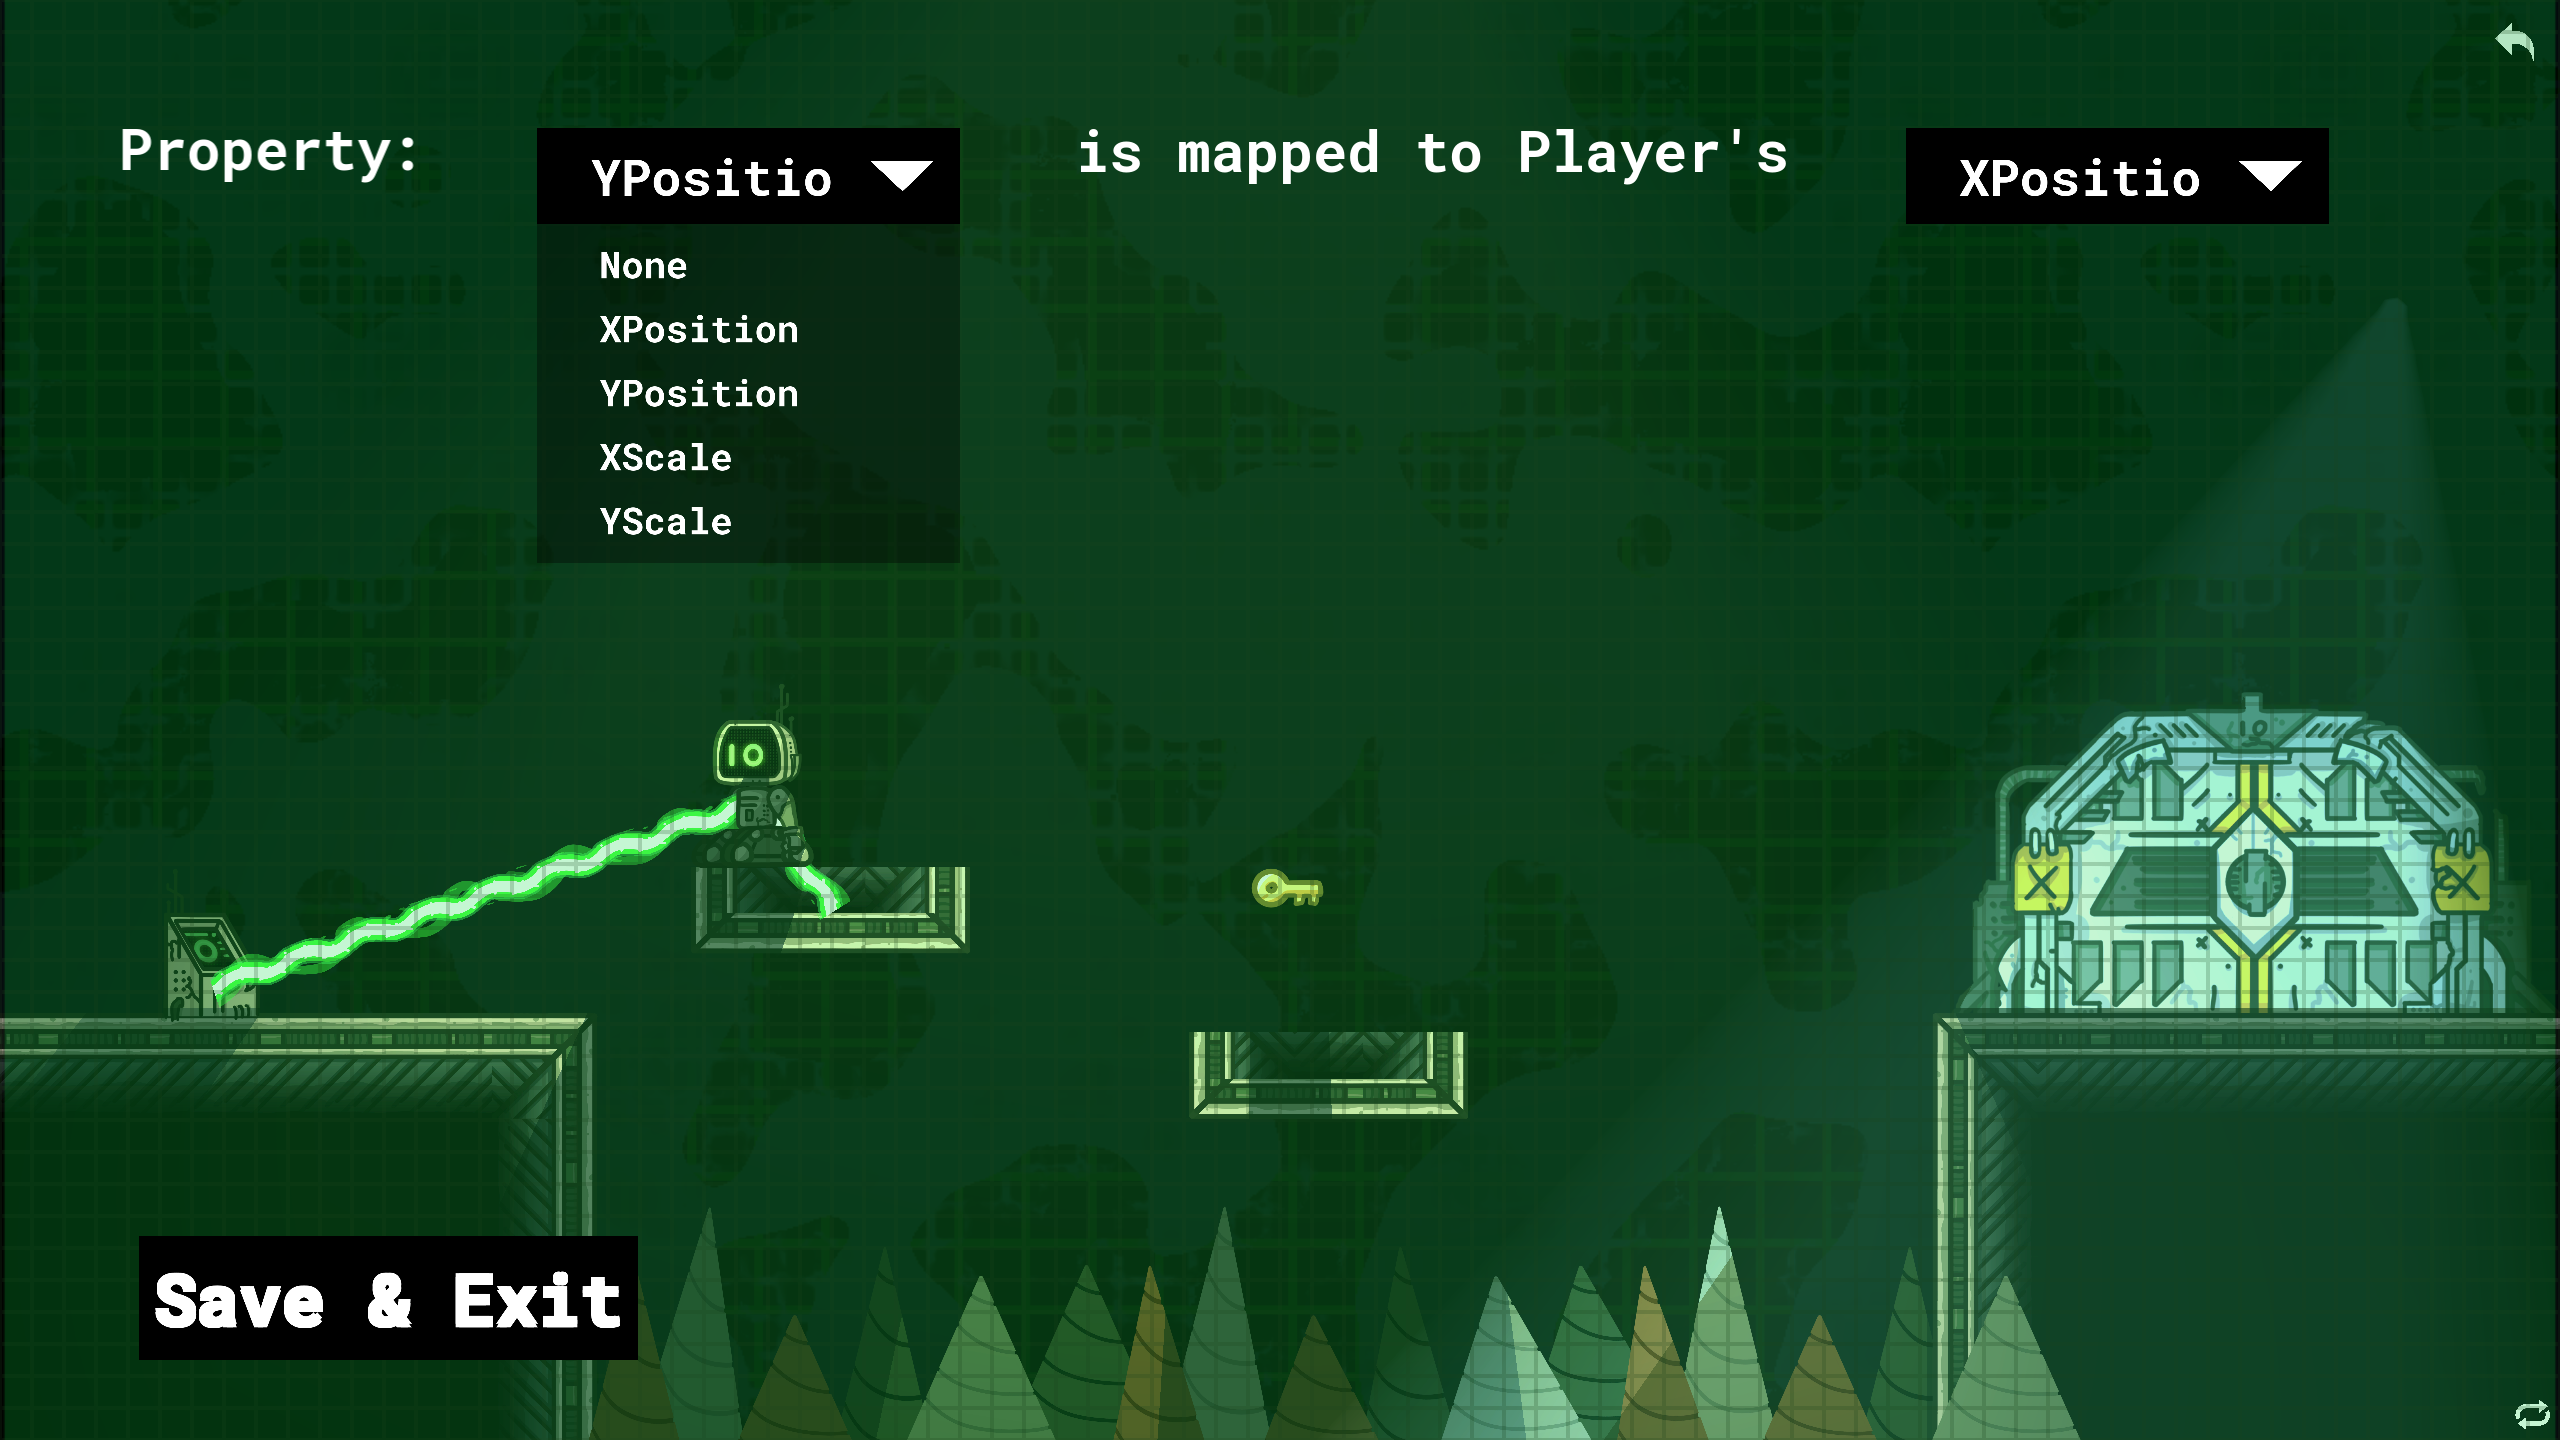 Property:
YPositio
is mapped to Player's
XPositio
None
XPosition
YPosition
XScale
YScale
Save & Exit